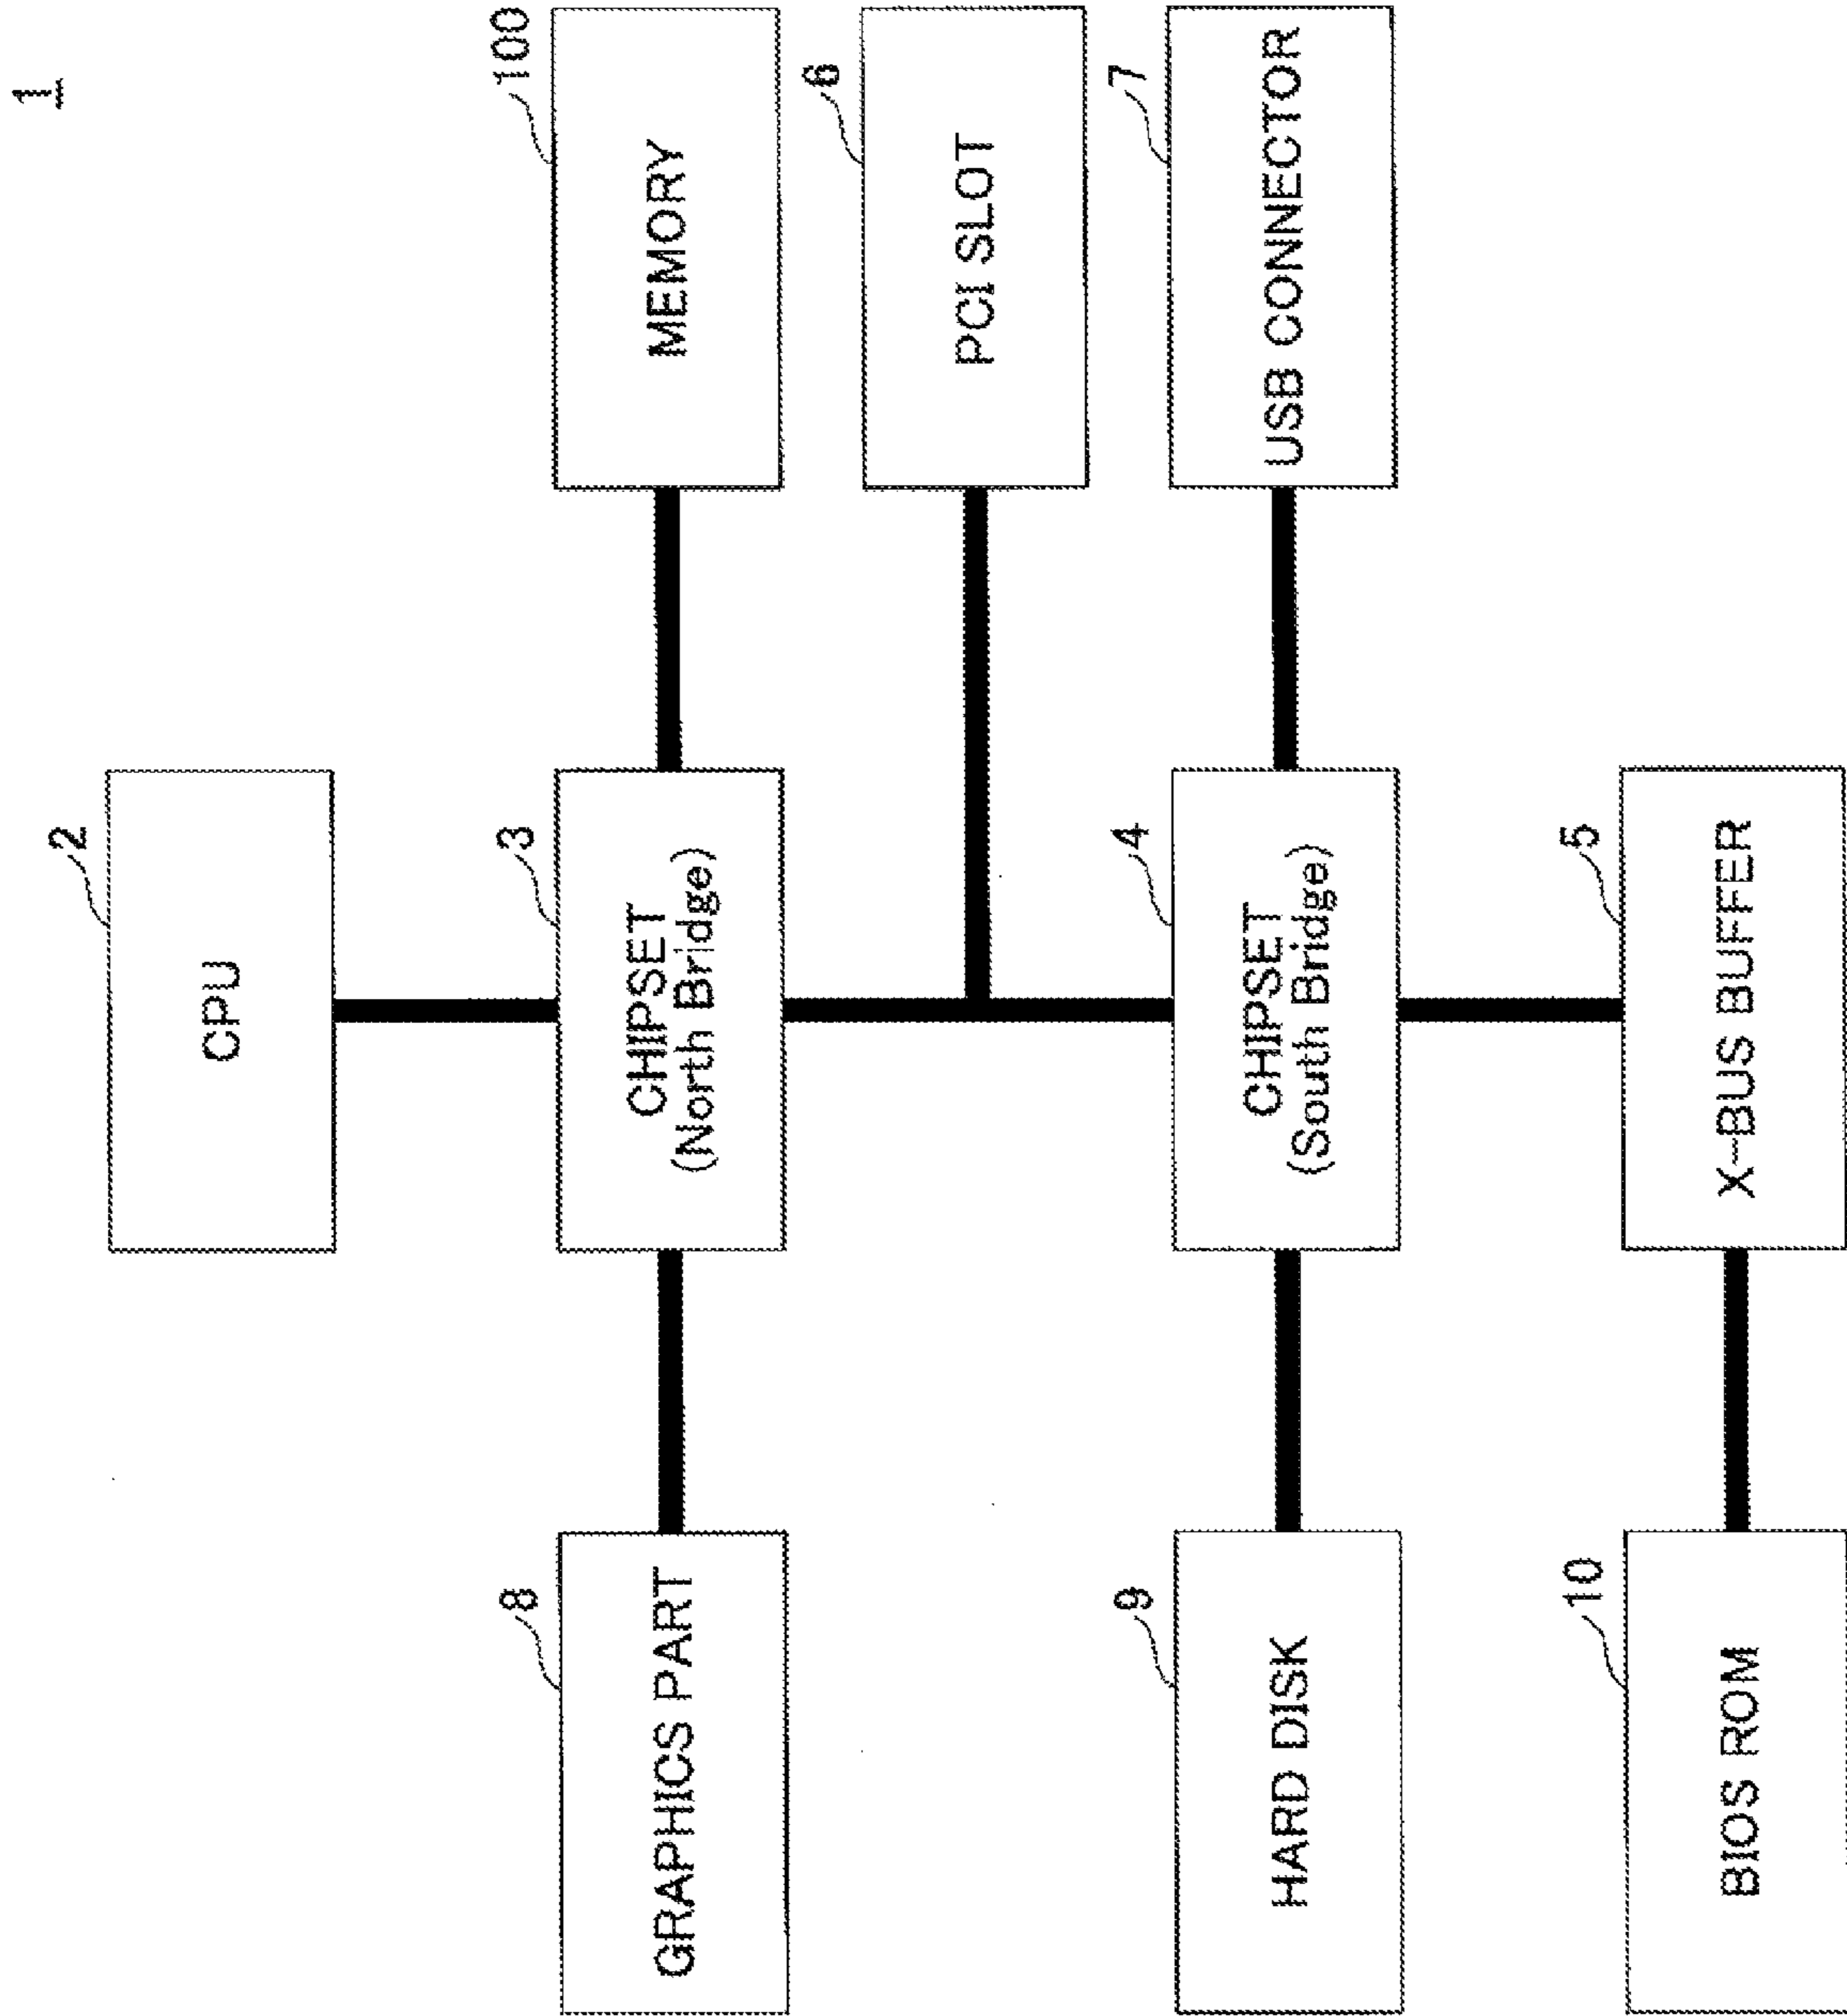 1
2
CPU
100
MEMORY
3
CHIPSET
(North Bridge)
8
GRAPHICS PART
6
PCI SLOT
7
USB CONNECTOR
4
CHIPSET
(South Bridge)
9
HARD DISK
5
X-BUS BUFFER
10
BIOS ROM